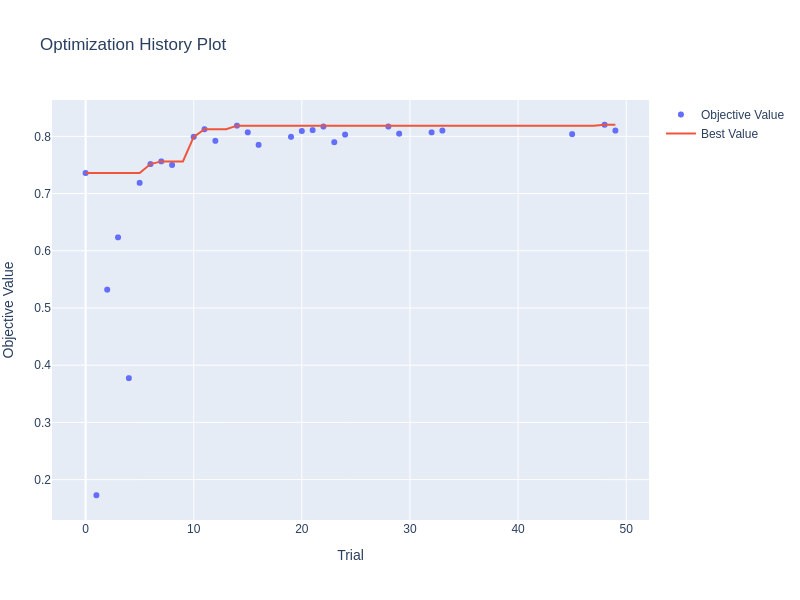 Optimization History Plot
Objective Value
Best Value
0.8
0.7
0.6
0.5
0.4
0.3
0.2
Objective Value
0 10 20 30 40 50
Trial